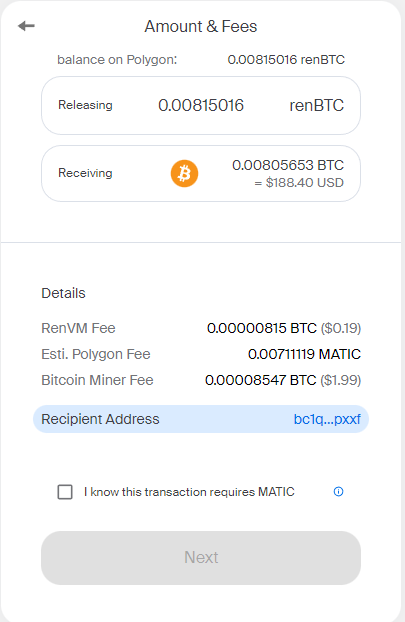 Amount & Fees
balance on Polygon: 0.00815016 renBTC
Releasing 0.00815016 renBTC
Receiving 0.00805653 BTC
= $188.40 USD
Details
RenVM Fee 0.00000815 BTC ($0.19)
Esti. Polygon Fee 0.00711119 MATIC
Bitcoin Miner Fee 0.00008547 BTC ($1.99)
Recipient Address bc1q...pxxf
I know this transaction requires MATIC
Next